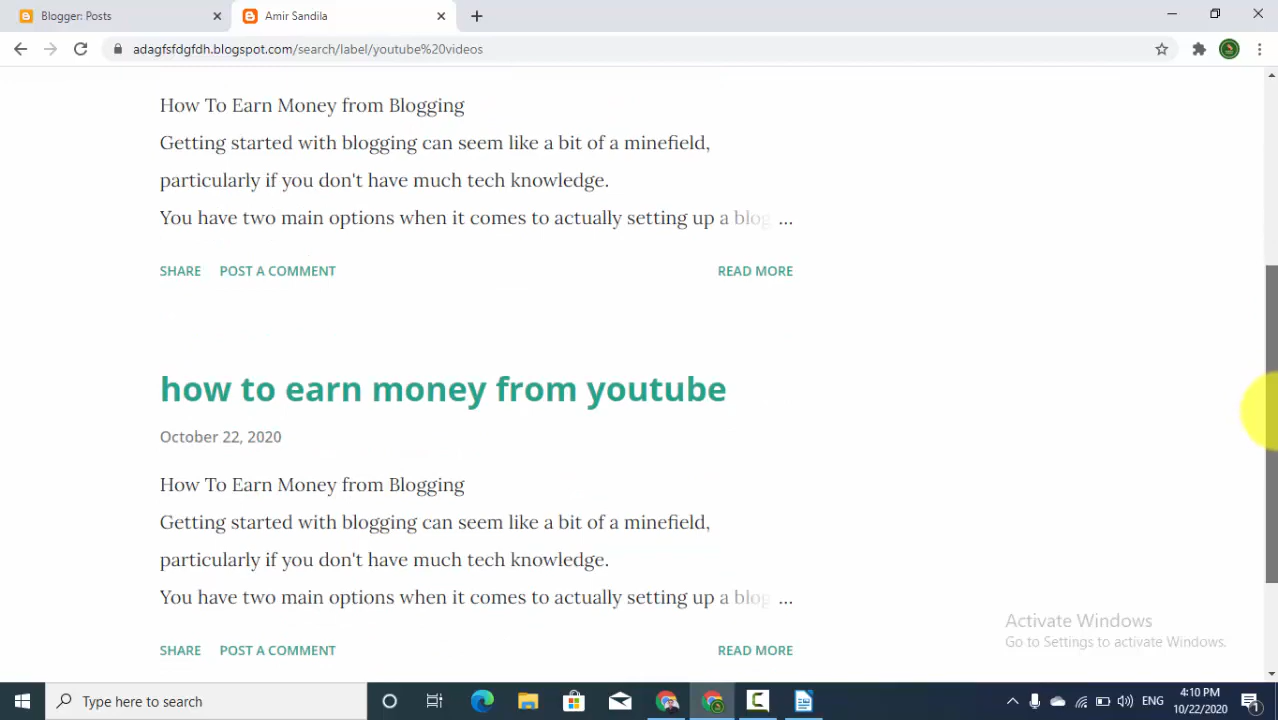 Blogger: Posts
Amir Sandila
adagfsfdgfdh.blogspot.com/search/label/youtube%20videos
How To Earn Money from Blogging
Getting started with blogging can seem like a bit of a minefield,
particularly if you don't have much tech knowledge.
You have two main options when it comes to actually setting up a blog ...
SHARE POST A COMMENT READ MORE
how to earn money from youtube
October 22, 2020
How To Earn Money from Blogging
Getting started with blogging can seem like a bit of a minefield,
particularly if you don't have much tech knowledge.
You have two main options when it comes to actually setting up a blog ...
Activate Windows
Go to Settings to activate Windows.
SHARE POST A COMMENT READ MORE
Type here to search
ENG
4:10 PM
10/22/2020
1